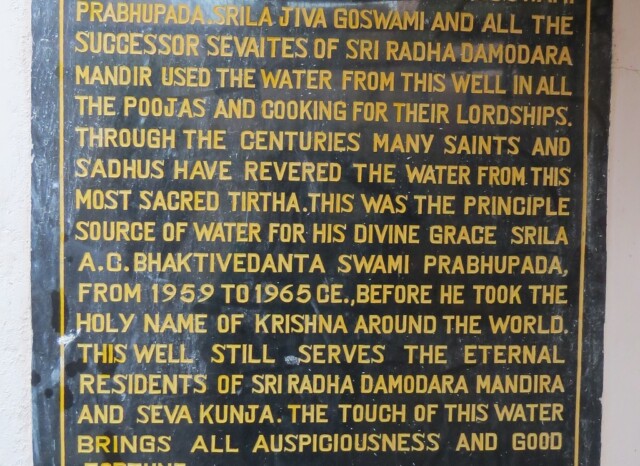 PRABHUPADA. SRILA JIVA GOSWAMI AND ALL THE
SUCCESSOR SEVAITES OF SRI RADHA DAMODARA
MANDIR USED THE WATER FROM THIS WELL IN ALL
THE POOJAS AND COOKING FOR THEIR LORDSHIPS.
THROUGH THE CENTURIES MANY SAINTS AND
SADHUS HAVE REVERED THE WATER FROM THIS
MOST SACRED TIRTHA. THIS WAS THE PRINCIPLE
SOURCE OF WATER FOR HIS DIVINE GRACE SRILA
A.C. BHAKTIVEDANTA SWAMI PRABHUPADA,
FROM 1959 TO 1965 CE., BEFORE HE TOOK THE
HOLY NAME OF KRISHNA AROUND THE WORLD.
THIS WELL STILL SERVES THE ETERNAL
RESIDENTS OF SRI RADHA DAMODARA MANDIRA
AND SEVA KUNJA. THE TOUCH OF THIS WATER
BRINGS ALL AUSPICIOUSNESS AND GOOD